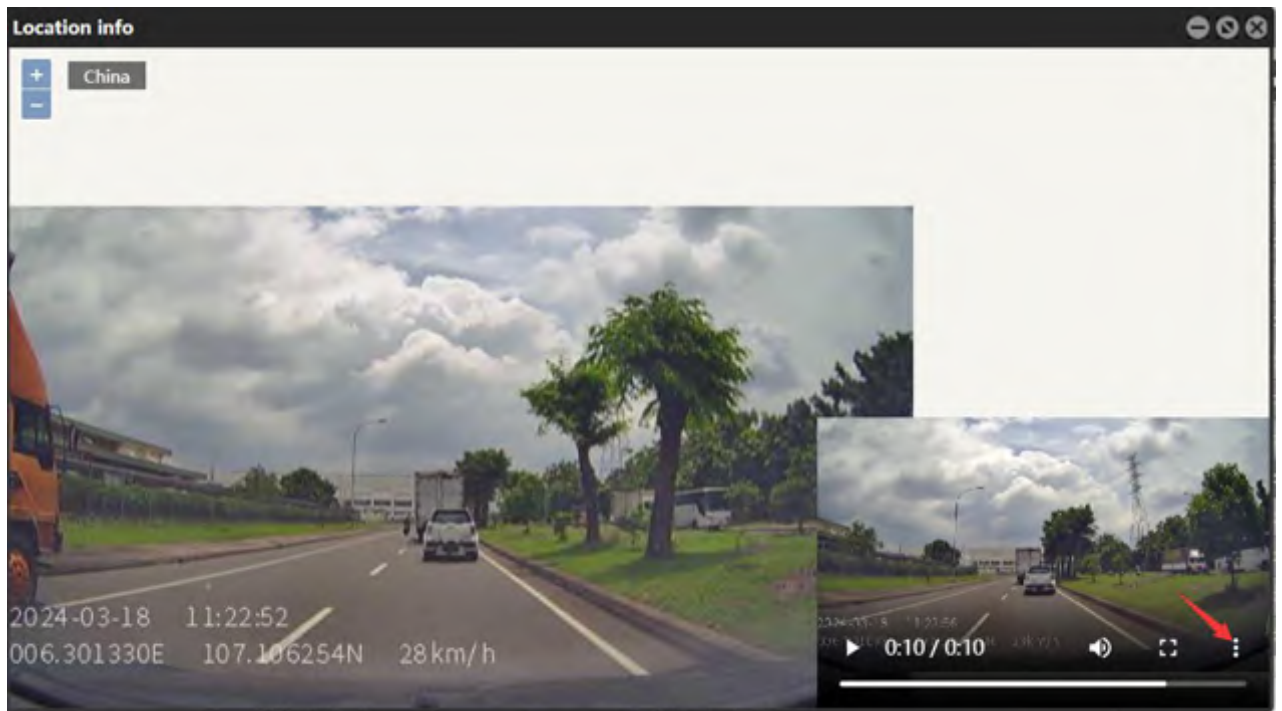 Location info
+
China
−
2024-03-18 11:22:52
006.301330E 107.106254N 28km/h
0:10 / 0:10